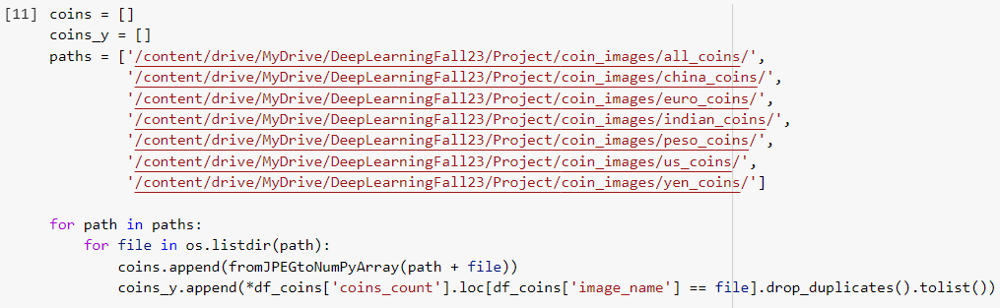 [11] coins = []
coins_y = []
paths = ['/content/drive/MyDrive/DeepLearningFall23/Project/coin_images/all_coins/',
'/content/drive/MyDrive/DeepLearningFall23/Project/coin_images/china_coins/',
'/content/drive/MyDrive/DeepLearningFall23/Project/coin_images/euro_coins/',
'/content/drive/MyDrive/DeepLearningFall23/Project/coin_images/indian_coins/',
'/content/drive/MyDrive/DeepLearningFall23/Project/coin_images/peso_coins/',
'/content/drive/MyDrive/DeepLearningFall23/Project/coin_images/us_coins/',
'/content/drive/MyDrive/DeepLearningFall23/Project/coin_images/yen_coins/']
for path in paths:
for file in os.listdir(path):
coins.append(fromJPEGtoNumPyArray(path + file))
coins_y.append(*df_coins['coins_count'].loc[df_coins['image_name'] == file].drop_duplicates().tolist())